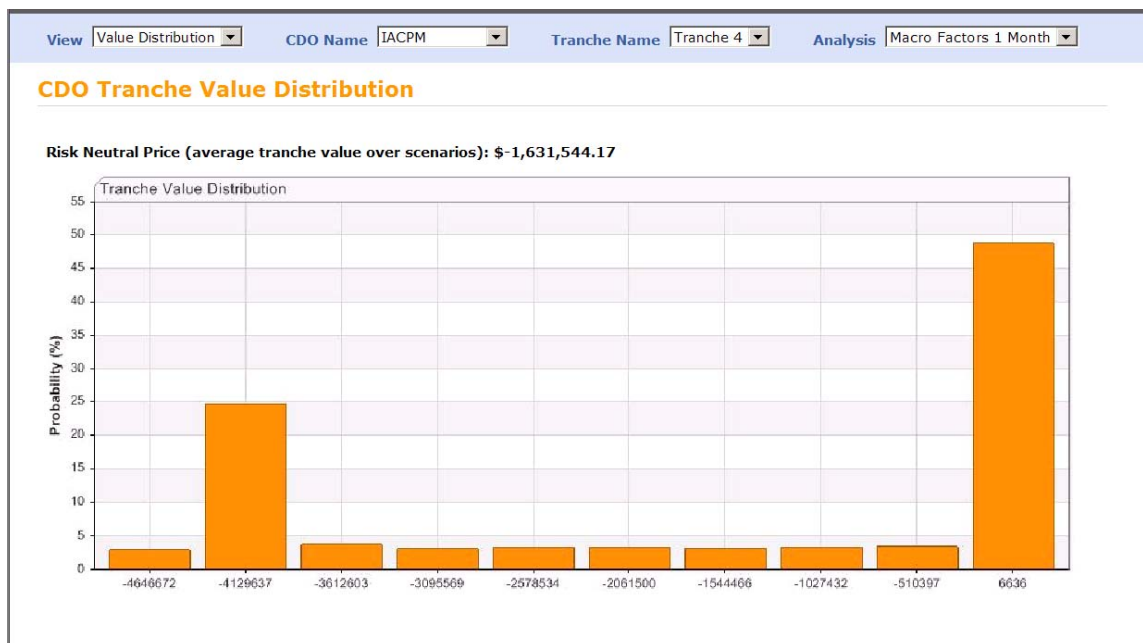 View Value Distribution CDO Name IACPM Tranche Name Tranche 4 Analysis Macro Factors 1 Month
CDO Tranche Value Distribution
Risk Neutral Price (average tranche value over scenarios): $-1,631,544.17
Tranche Value Distribution
55
50
45
40
35
30
25
20
15
10
5
0
Probability (%)
-4646672 -4129637 -3612603 -3095569 -2578534 -2061500 -1544466 -1027432 -510397 6636